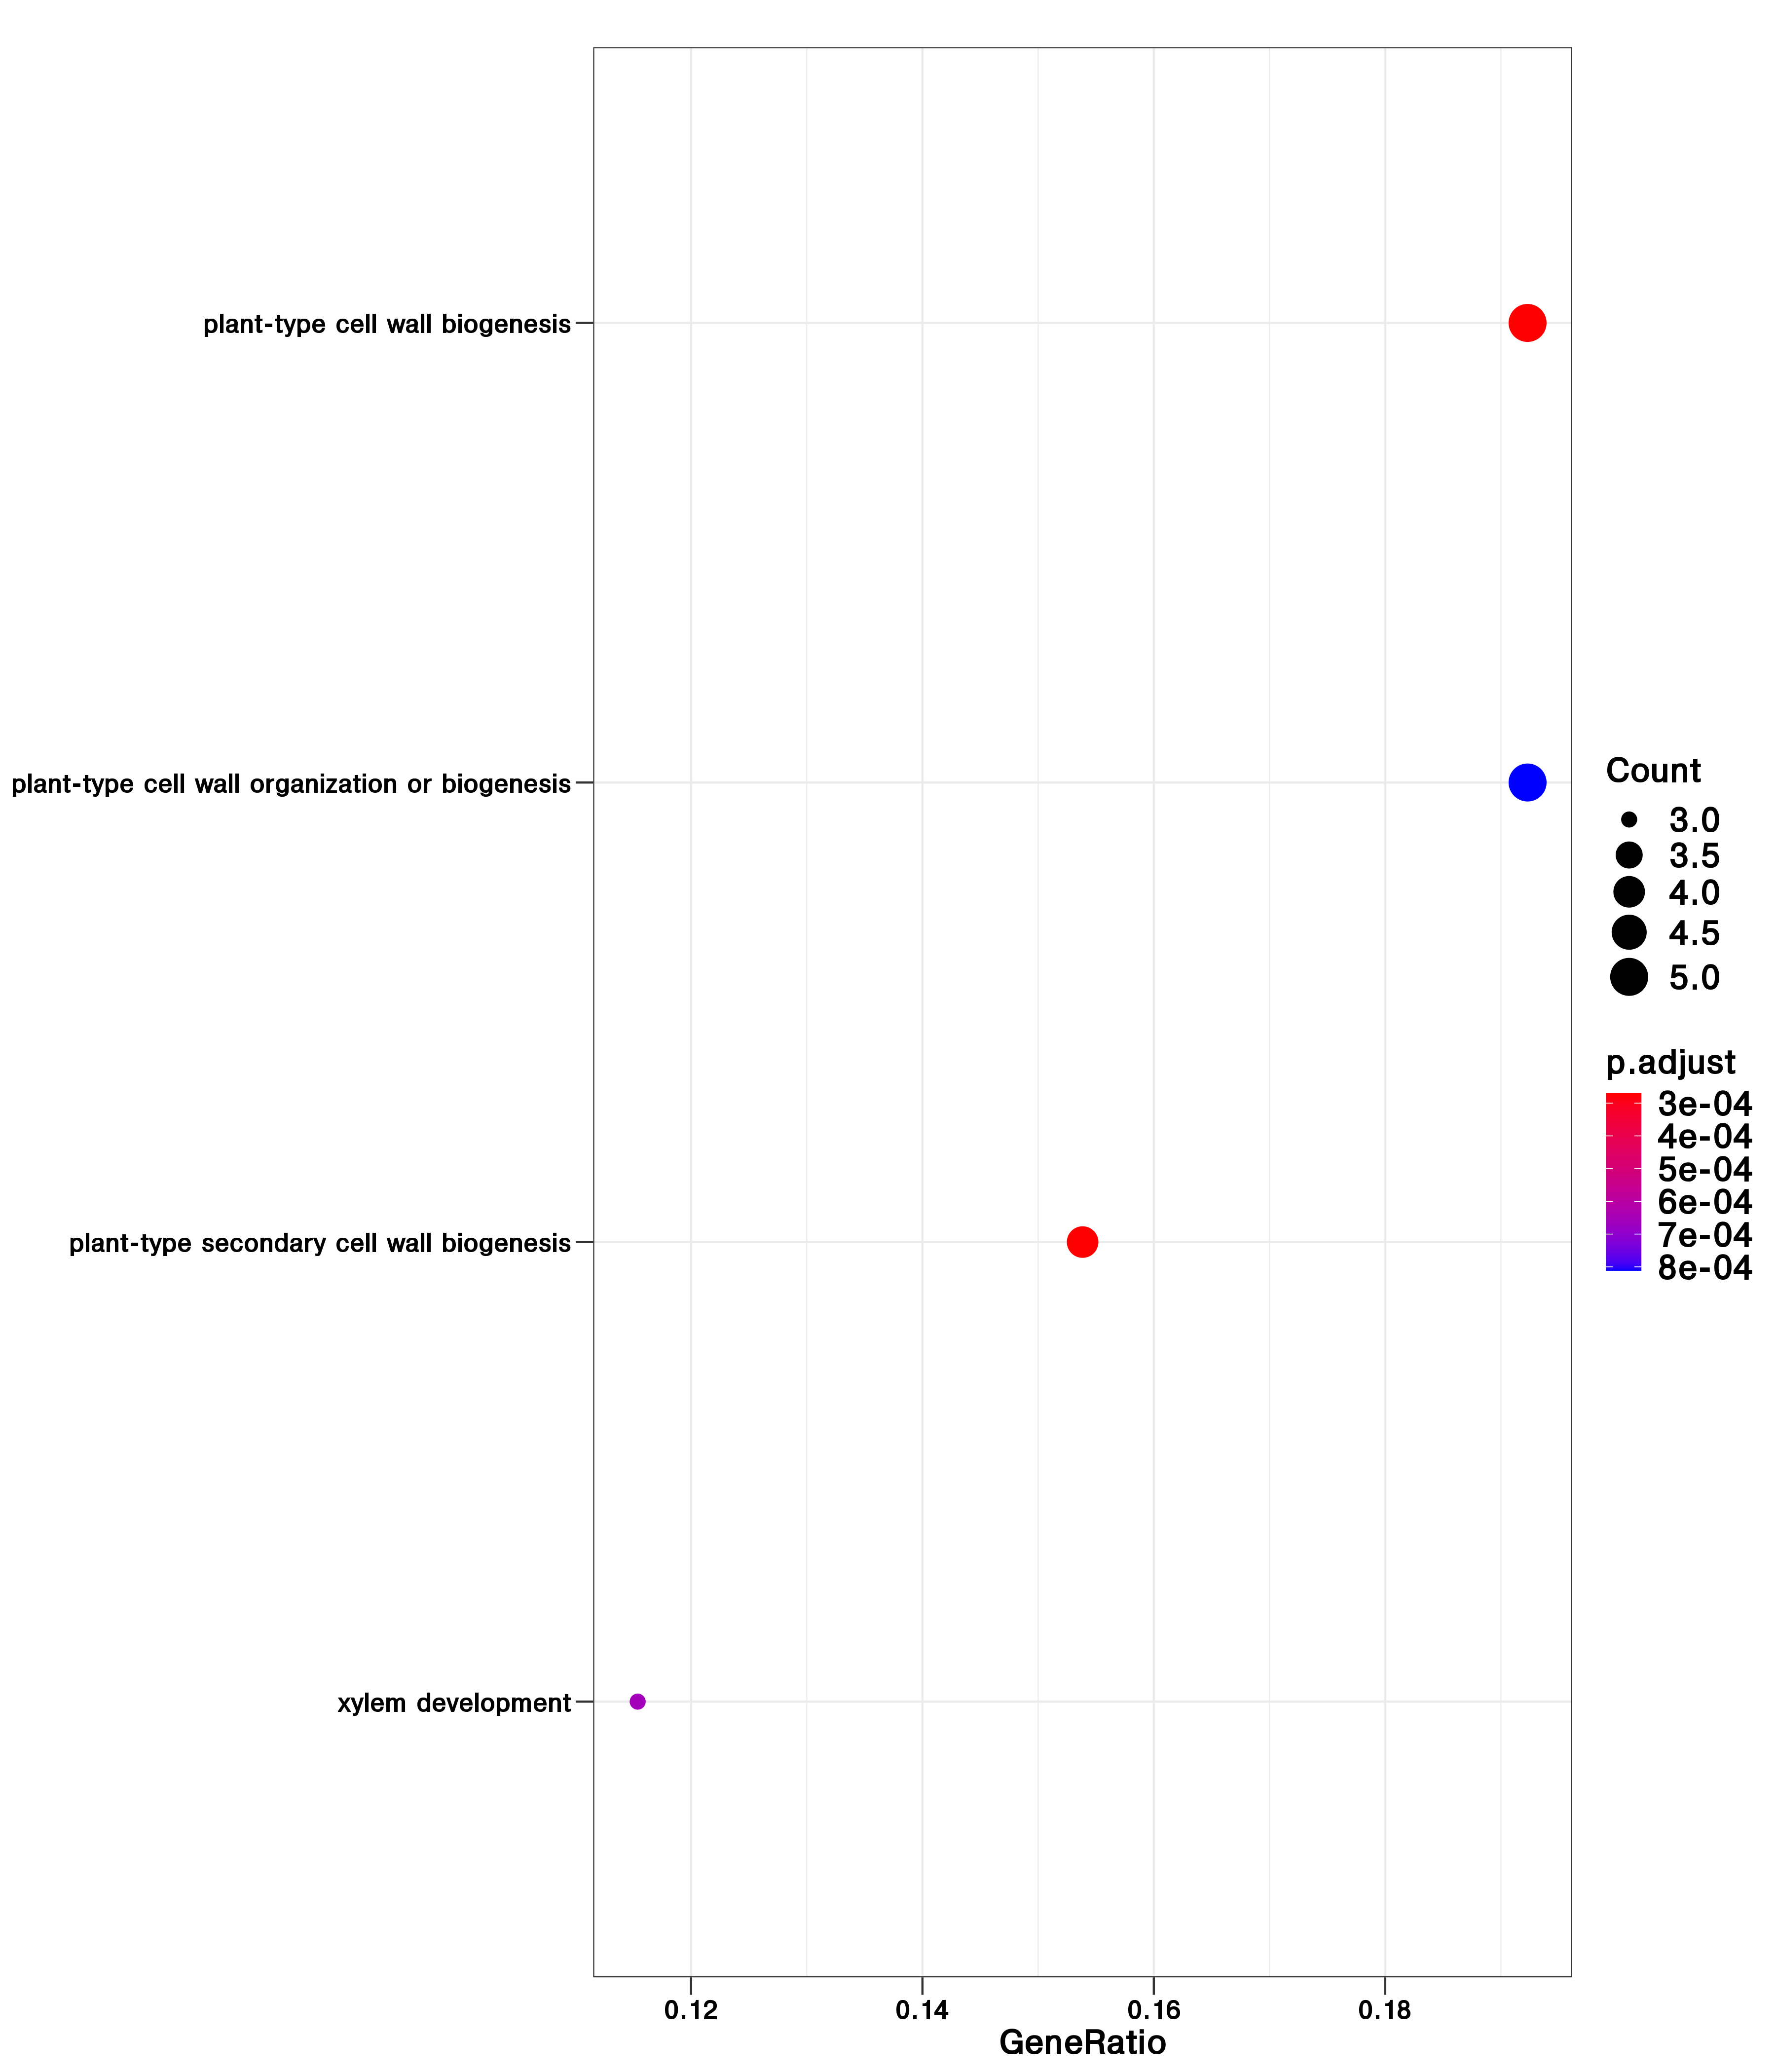 plant-type cell wall biogenesis
plant-type cell wall organization or biogenesis
plant-type secondary cell wall biogenesis
xylem development
0.12
0.14
0.16
0.18
GeneRatio
Count
3.0
3.5
4.0
4.5
5.0
p.adjust
3e-04
4e-04
5e-04
6e-04
7e-04
8e-04